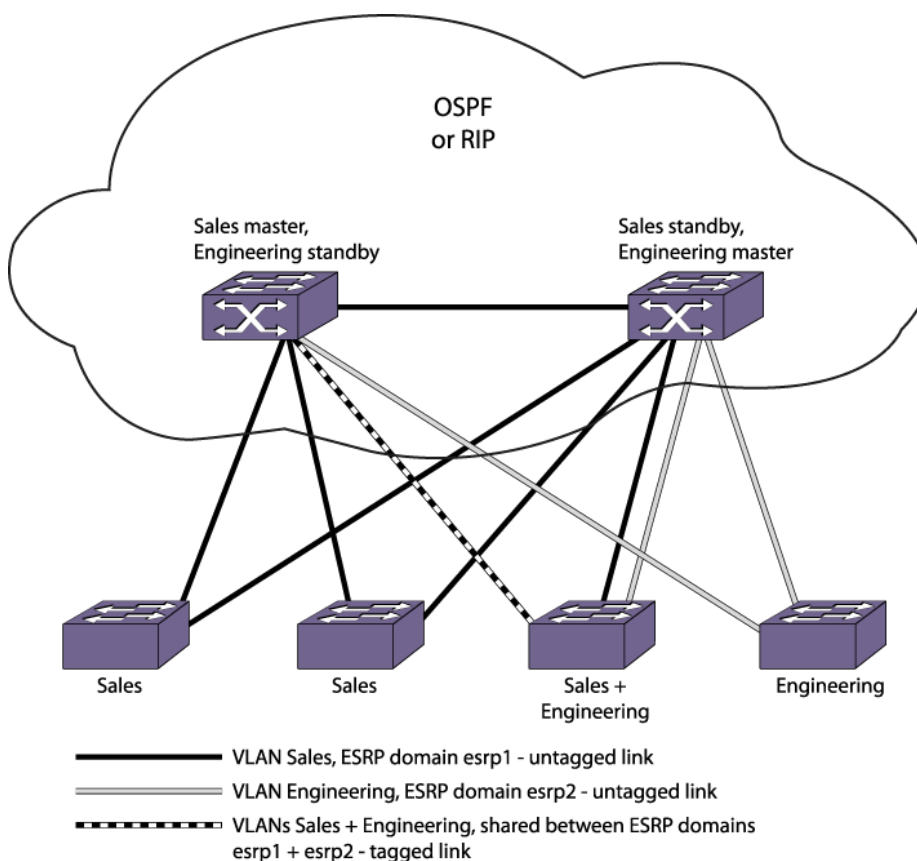 OSPF
or RIP
Sales master,
Engineering standby
Sales standby,
Engineering master
Sales
Sales
Sales +
Engineering
Engineering
VLAN Sales, ESRP domain esrp1 - untagged link
VLAN Engineering, ESRP domain esrp2 - untagged link
VLANs Sales + Engineering, shared between ESRP domains
esrp1 + esrp2 - tagged link